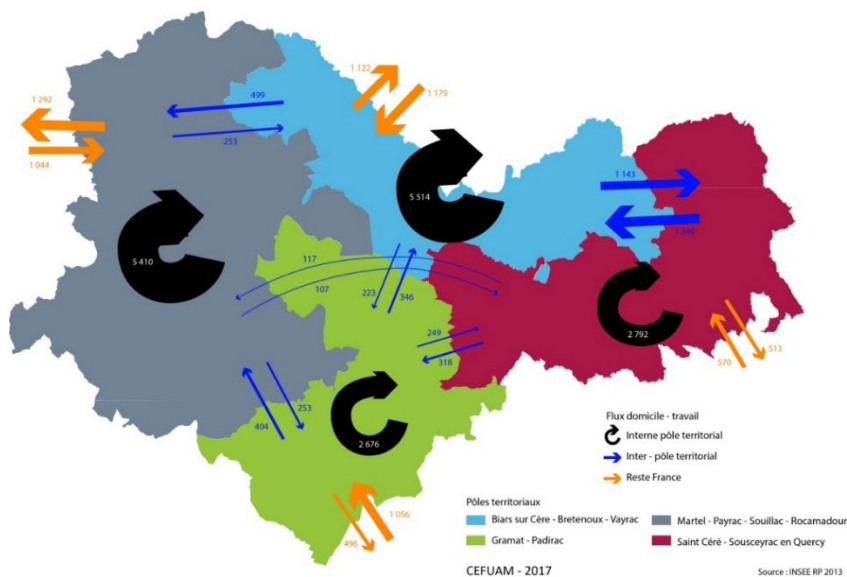 1 122
1 179
499
1 292
253
1 044
1 143
5 514
1 346
5 410
117
107
223
346
249
318
2 792
513
570
253
404
2 676
1 056
496
Flux domicile - travail
Interne pôle territorial
Inter - pôle territorial
Reste France
Pôles territoriaux
Biars sur Cère - Bretenoux - Vayrac
Martel - Payrac - Souillac - Rocamadour
Gramat - Padirac
Saint Céré - Sousceyrac en Quercy
CEFUAM - 2017
Source : INSEE RP 2013